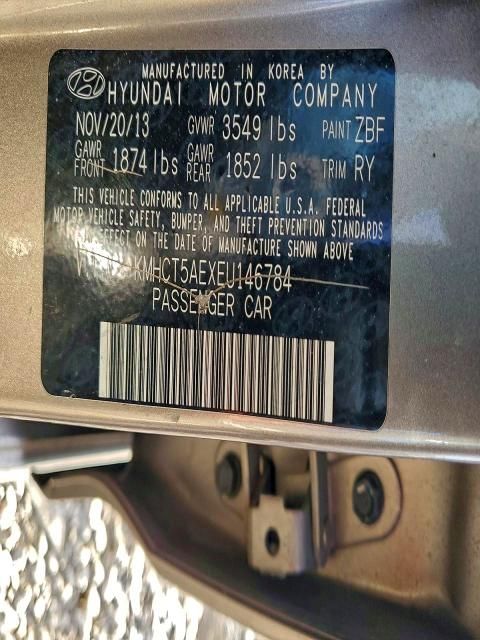 MANUFACTURED IN KOREA BY
HYUNDAI MOTOR COMPANY
NOV/20/13 GVWR 3549 lbs PAINT ZBF
GAWR FRONT 1874 lbs GAWR REAR 1852 lbs TRIM RY
THIS VEHICLE CONFORMS TO ALL APPLICABLE U.S.A. FEDERAL
MOTOR VEHICLE SAFETY, BUMPER, AND THEFT PREVENTION STANDARDS
IN EFFECT ON THE DATE OF MANUFACTURE SHOWN ABOVE
KMHCT5AEXEU146784
PASSENGER CAR